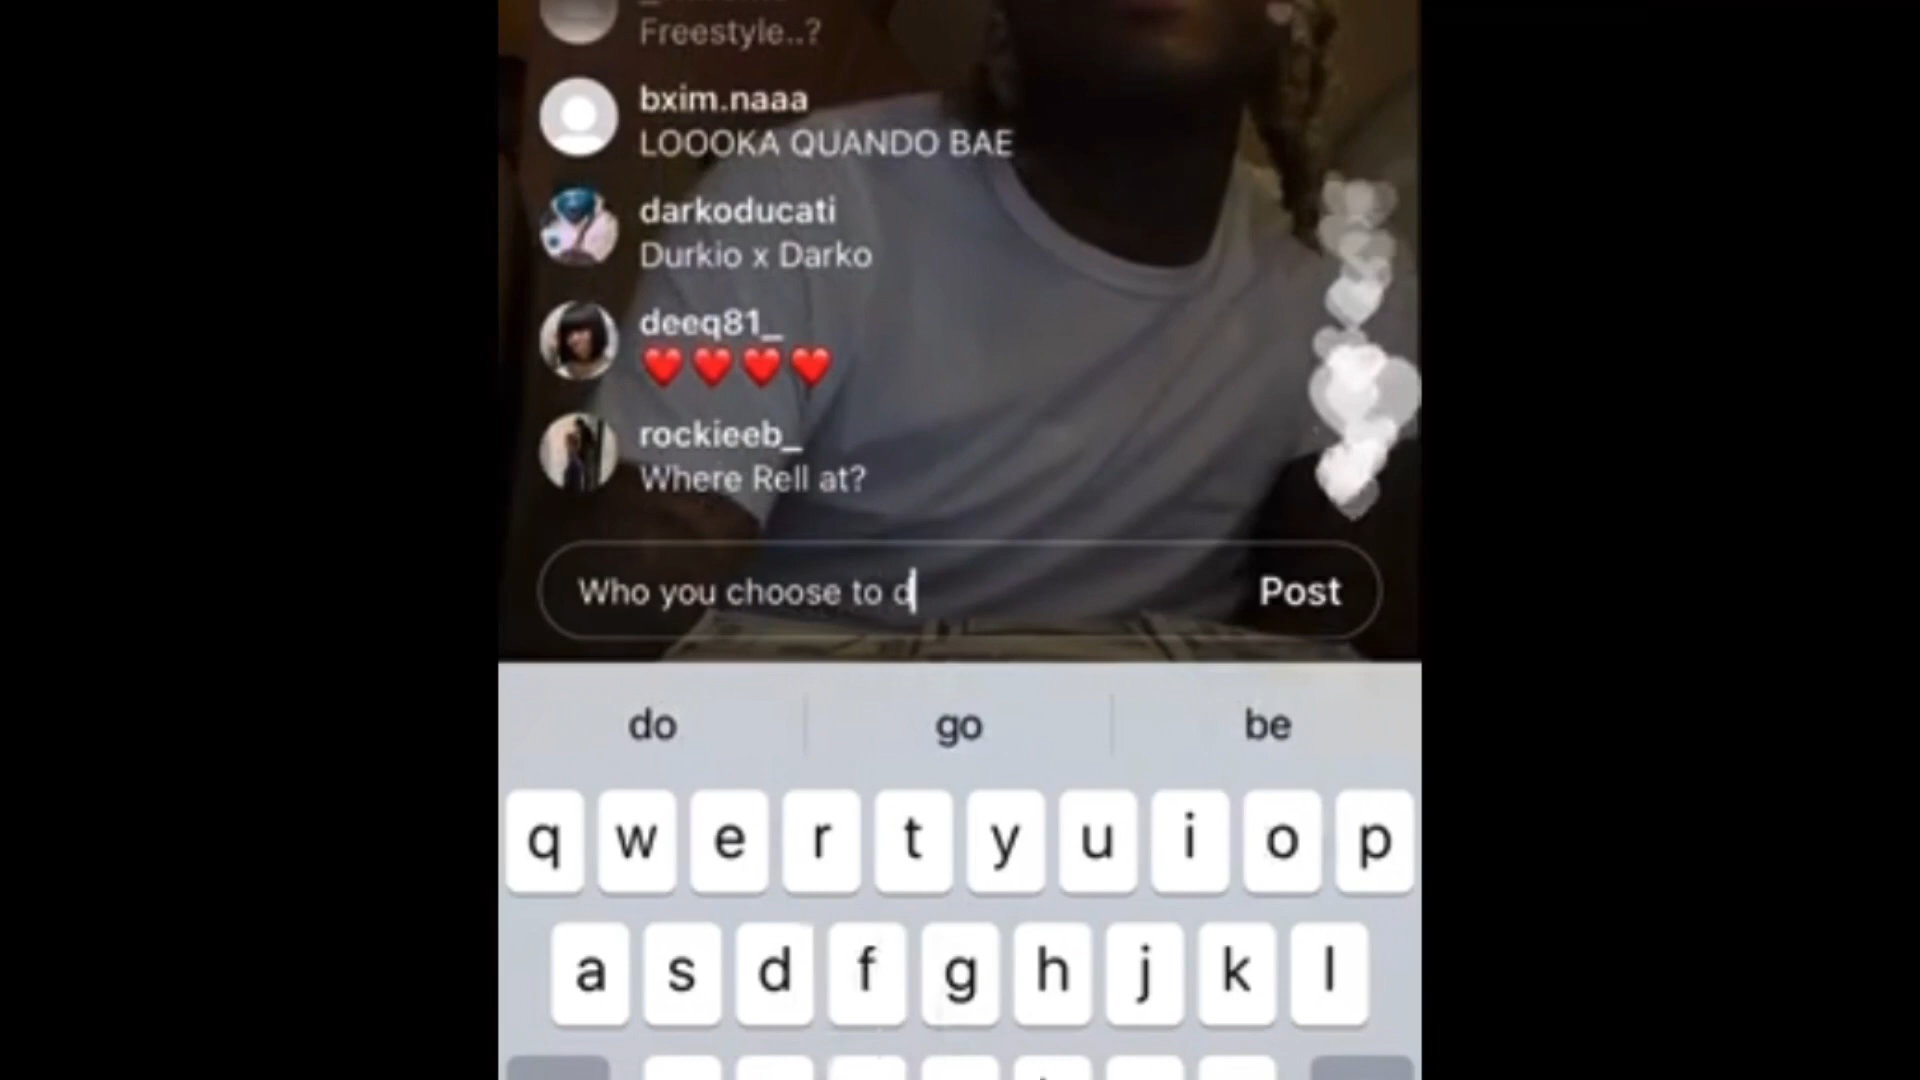 Freestyle..?
bxim.naaa
LOOOKA QUANDO BAE
darkoducati
Durkio x Darko
deeq81_
❤️❤️❤️❤️
rockieeb_
Where Rell at?
Who you choose to d
Post
do go be
q w e r t y u i o p
a s d f g h j k l